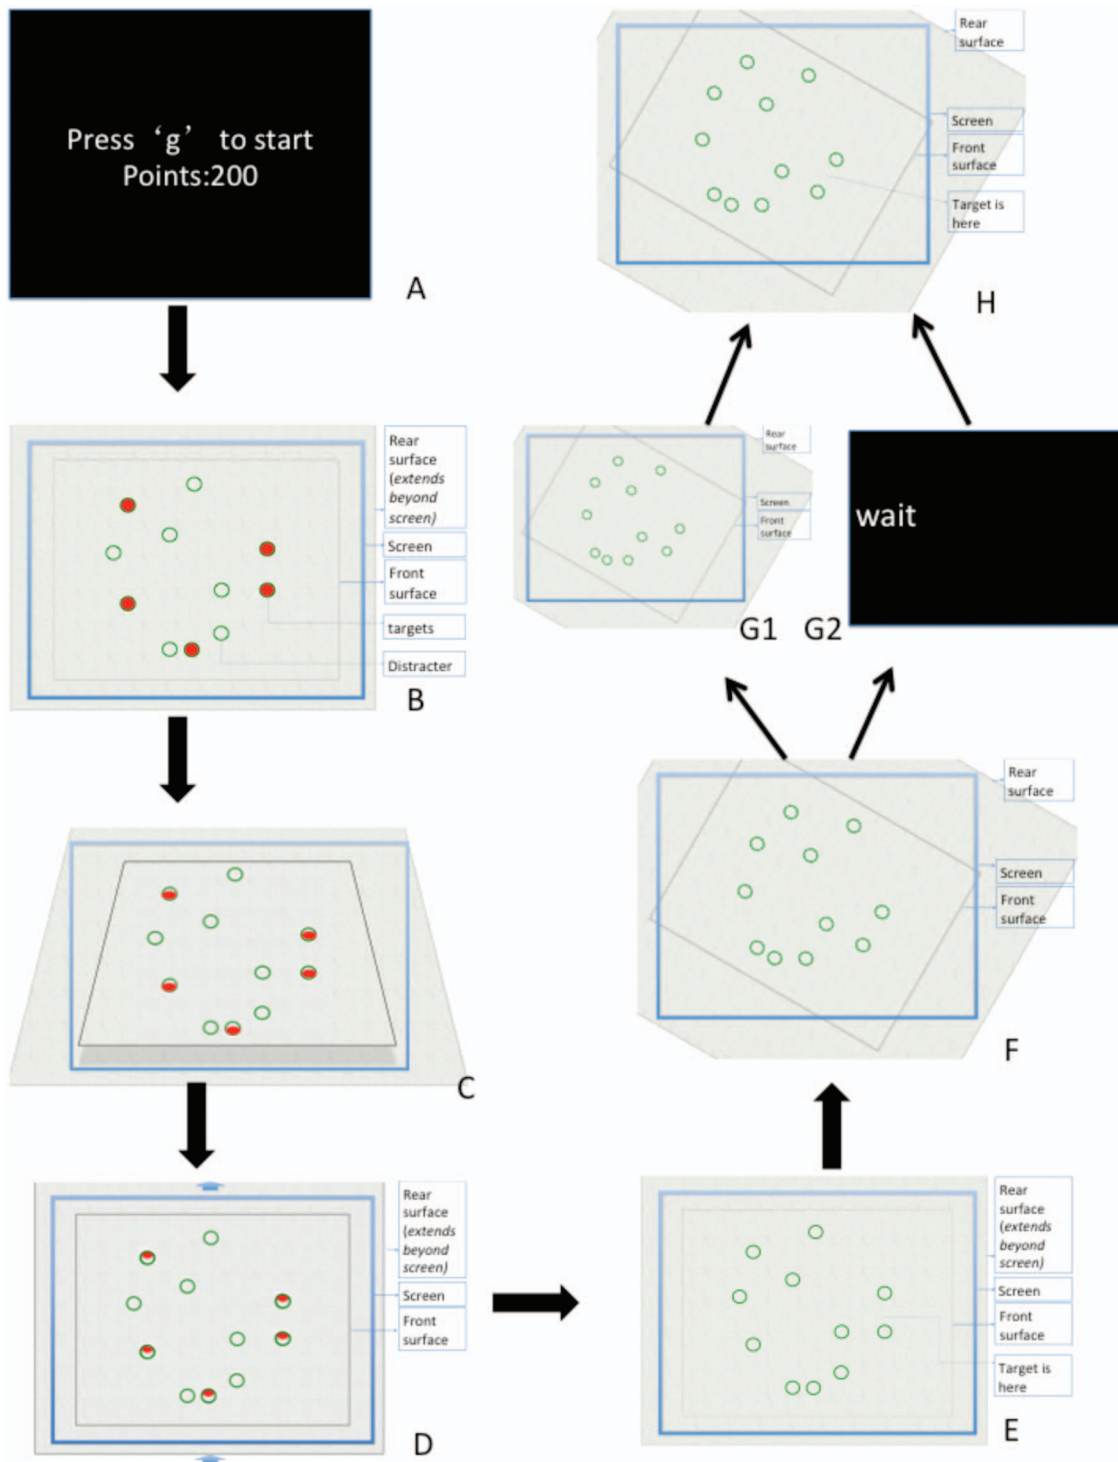 Press ‘g’ to start
Points:200
A
Rear
surface
(extends
beyond
screen)
Screen
Front
surface
targets
Distracter
B
C
Rear
surface
(extends
beyond
screen)
Screen
Front
surface
D
Rear
surface
(extends
beyond
screen)
Screen
Front
surface
Target is
here
E
Rear
surface
Screen
Front
surface
F
Rear
surface
Screen
Front
surface
G1
G2
wait
Rear
surface
Screen
Front
surface
Target is
here
H